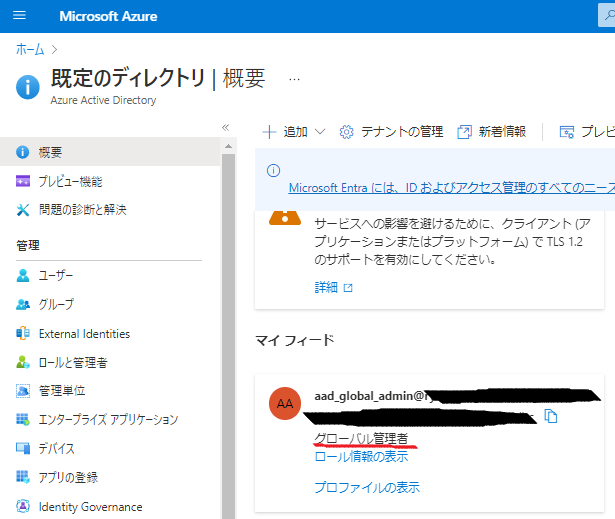 Microsoft Azure
ホーム
既定のディレクトリ | 概要 …
Azure Active Directory
追加
テナントの管理
新着情報
プレビ
概要
プレビュー機能
問題の診断と解決
管理
ユーザー
グループ
External Identities
ロールと管理者
管理単位
エンタープライズ アプリケーション
デバイス
アプリの登録
Identity Governance
Microsoft Entra には、ID およびアクセス管理のすべてのニース
サービスへの影響を避けるために、クライアント (ア
プリケーションまたはプラットフォーム) で TLS 1.2
のサポートを有効にしてください。
詳細
マイ フィード
AA
aad_global_admin@
グローバル管理者
ロール情報の表示
プロファイルの表示